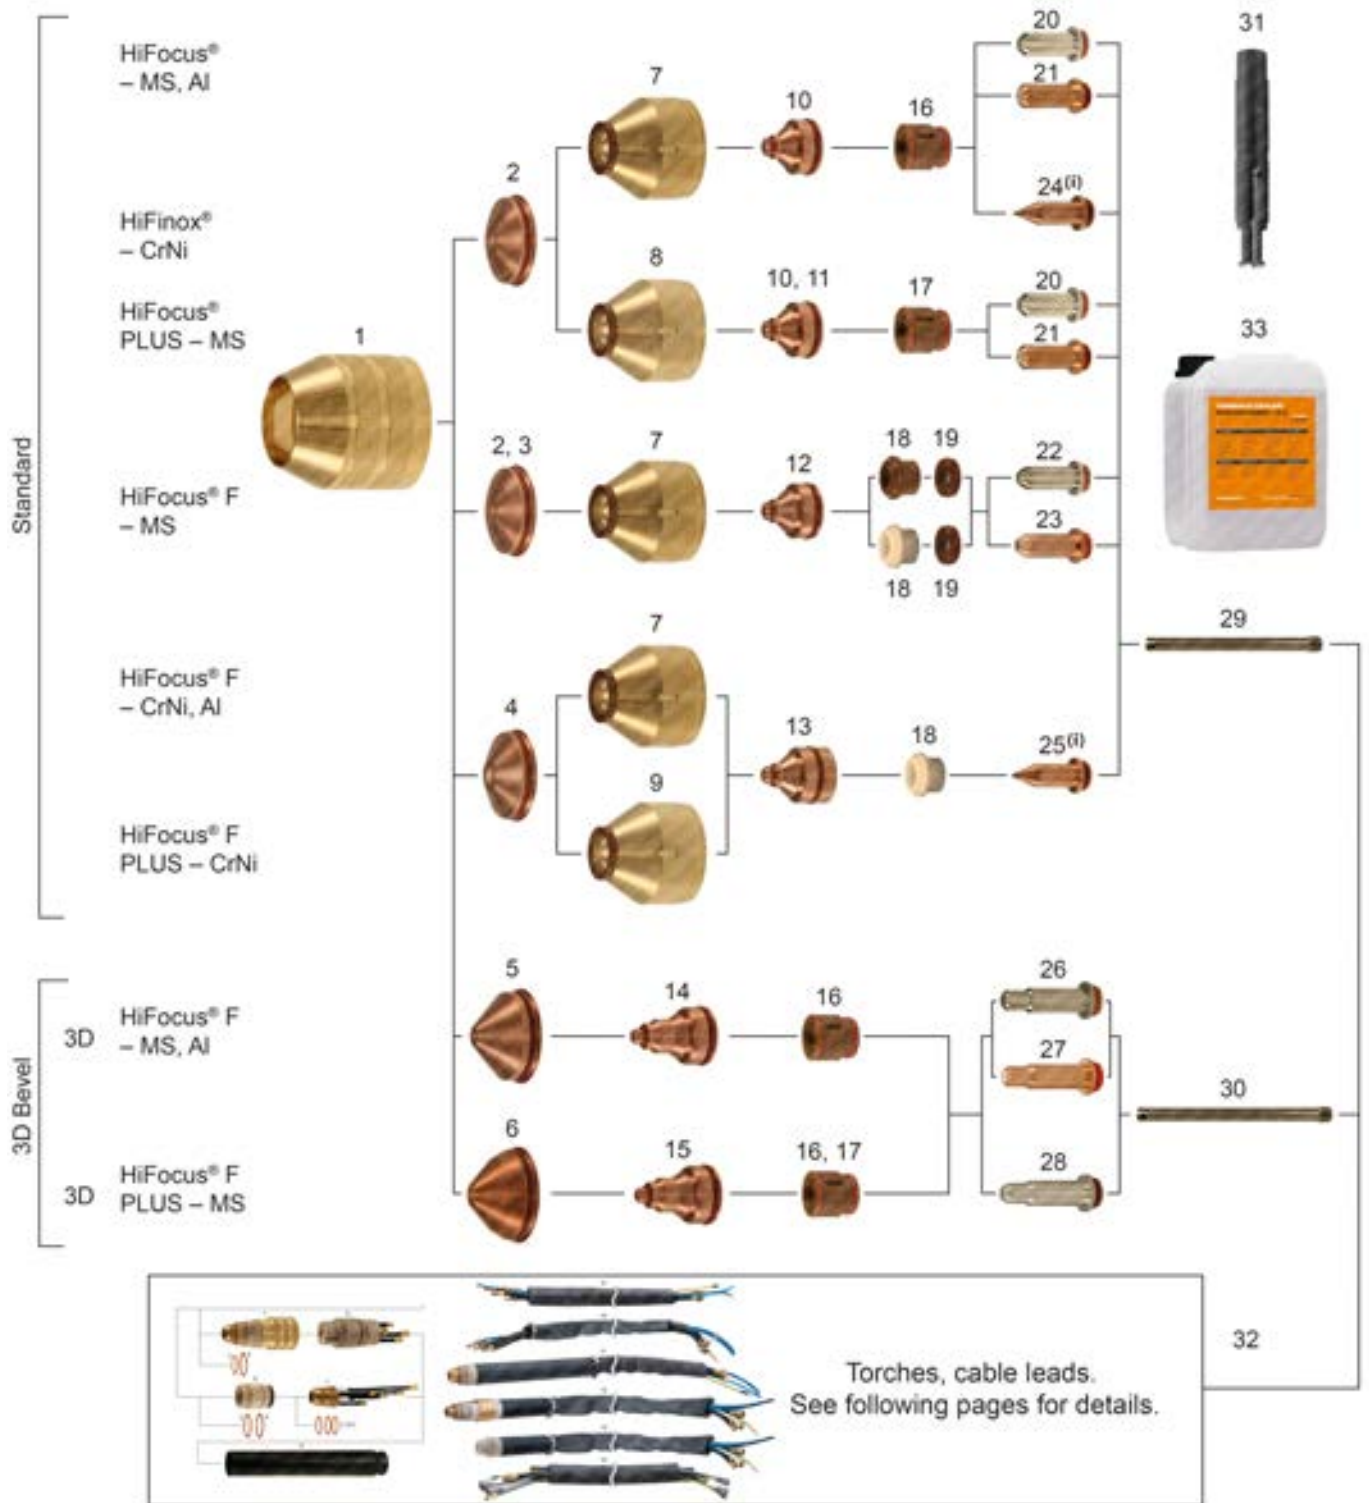 20
31
HiFocus®
– MS, Al
7
10
16
21
2
24(i)
HiFinox®
– CrNi
8
10, 11
17
20
HiFocus®
PLUS – MS
1
21
33
Standard
2, 3
7
12
18
19
22
HiFocus® F
– MS
23
18
19
29
7
HiFocus® F
– CrNi, Al
4
13
18
25(i)
9
HiFocus® F
PLUS – CrNi
5
14
16
26
3D
HiFocus® F
– MS, Al
27
3D Bevel
30
6
15
16, 17
28
3D
HiFocus® F
PLUS – MS
32
Torches, cable leads.
See following pages for details.